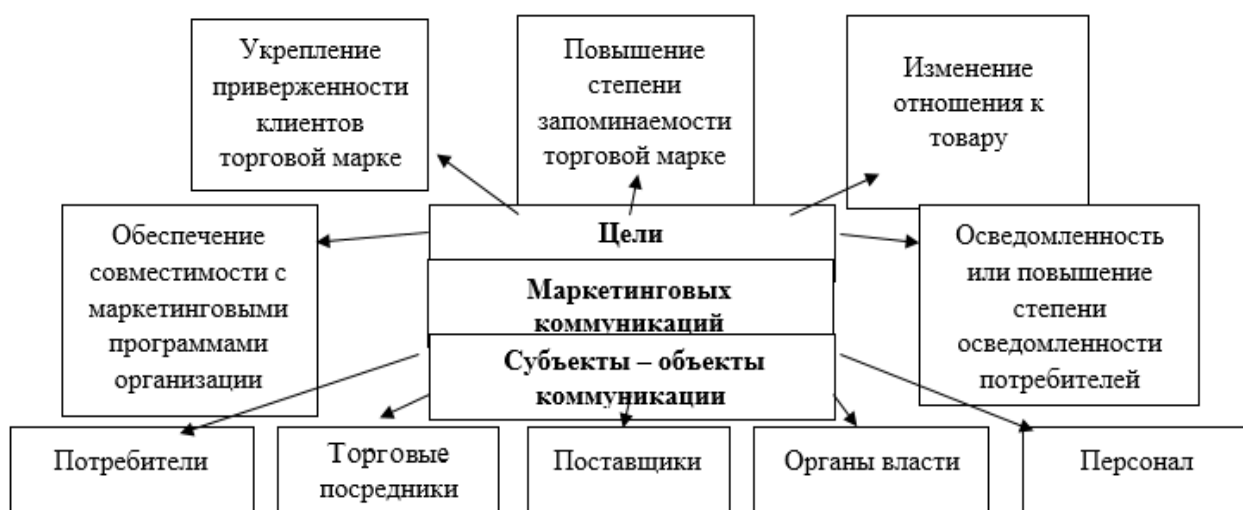 Укрепление
приверженности
клиентов
торговой марке
Повышение
степени
запоминаемости
торговой марке
Изменение
отношения к
товару
Обеспечение
совместимости с
маркетинговыми
программами
организации
Цели
Маркетинговых
коммуникаций
Субъекты – объекты
коммуникации
Осведомленность
или повышение
степени
осведомленности
потребителей
Потребители
Торговые
посредники
Поставщики
Органы власти
Персонал